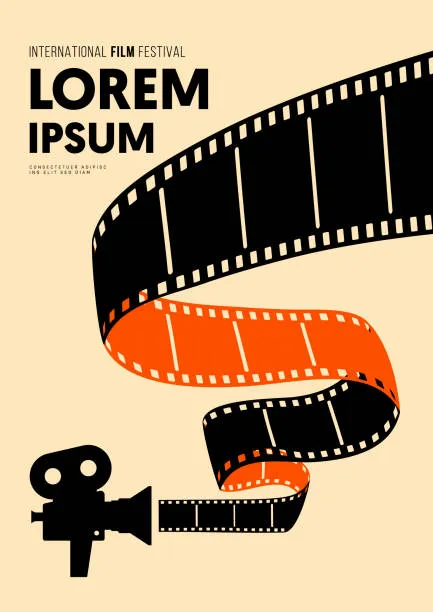 INTERNATIONAL FILM FESTIVAL
LOREM
IPSUM
CONSECTETUER ADIPISC
ING ELIT SED DIAM